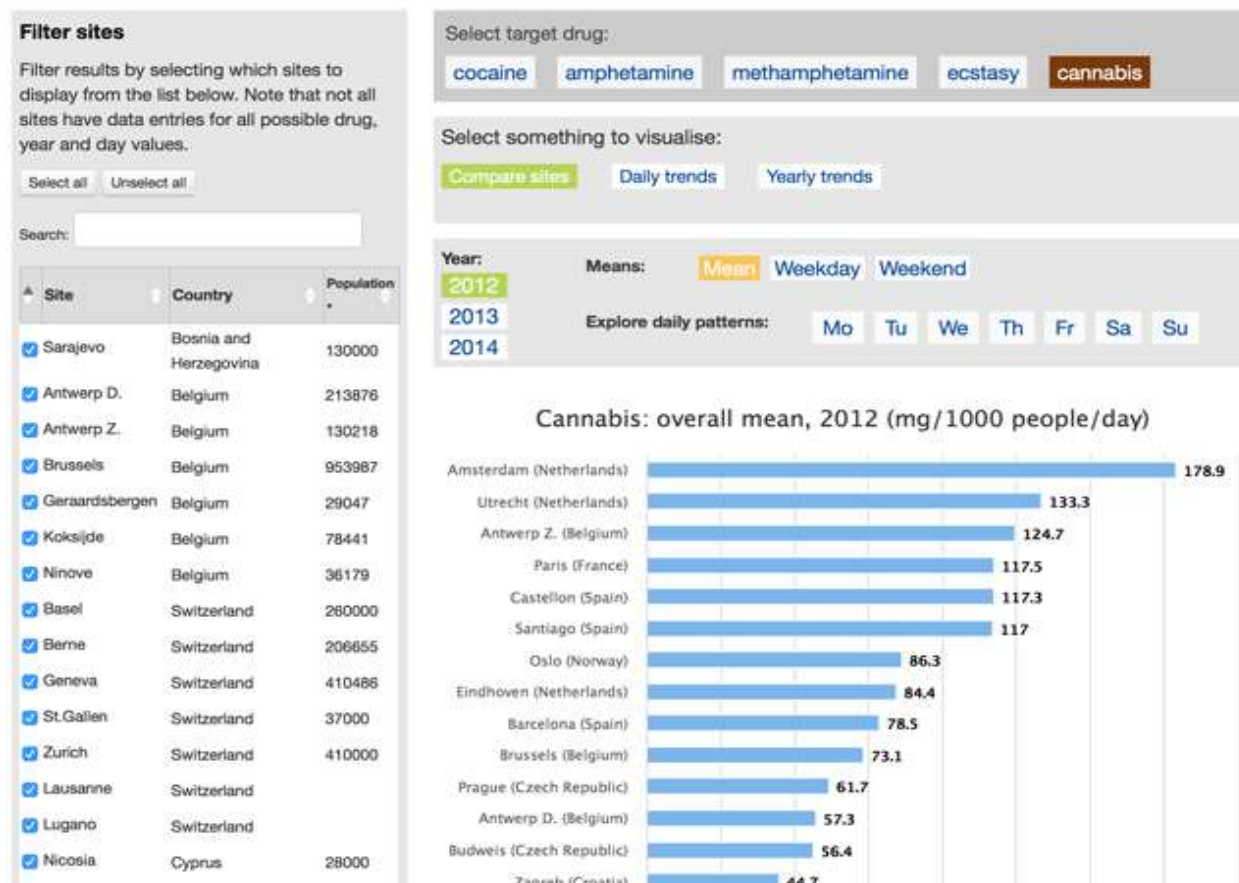 Filter sites
Filter results by selecting which sites to
display from the list below. Note that not all
sites have data entries for all possible drug,
year and day values.
Select all Unselect all
Search:
Site Country Population
Sarajevo Bosnia and Herzegovina 130000
Antwerp D. Belgium 213876
Antwerp Z. Belgium 130218
Brussels Belgium 953987
Geraardsbergen Belgium 29047
Koksijde Belgium 78441
Ninove Belgium 36179
Basel Switzerland 260000
Berne Switzerland 206655
Geneva Switzerland 410486
St.Gallen Switzerland 37000
Zurich Switzerland 410000
Lausanne Switzerland
Lugano Switzerland
Nicosia Cyprus 28000
Select target drug:
cocaine amphetamine methamphetamine ecstasy cannabis
Select something to visualise:
Compare sites Daily trends Yearly trends
Year:
2012
2013
2014
Means: Mean Weekday Weekend
Explore daily patterns: Mo Tu We Th Fr Sa Su
Cannabis: overall mean, 2012 (mg/1000 people/day)
Amsterdam (Netherlands) 178.9
Utrecht (Netherlands) 133.3
Antwerp Z. (Belgium) 124.7
Paris (France) 117.5
Castellon (Spain) 117.3
Santiago (Spain) 117
Oslo (Norway) 86.3
Eindhoven (Netherlands) 84.4
Barcelona (Spain) 78.5
Brussels (Belgium) 73.1
Prague (Czech Republic) 61.7
Antwerp D. (Belgium) 57.3
Budweis (Czech Republic) 56.4
Zagreb (Croatia) 44.7